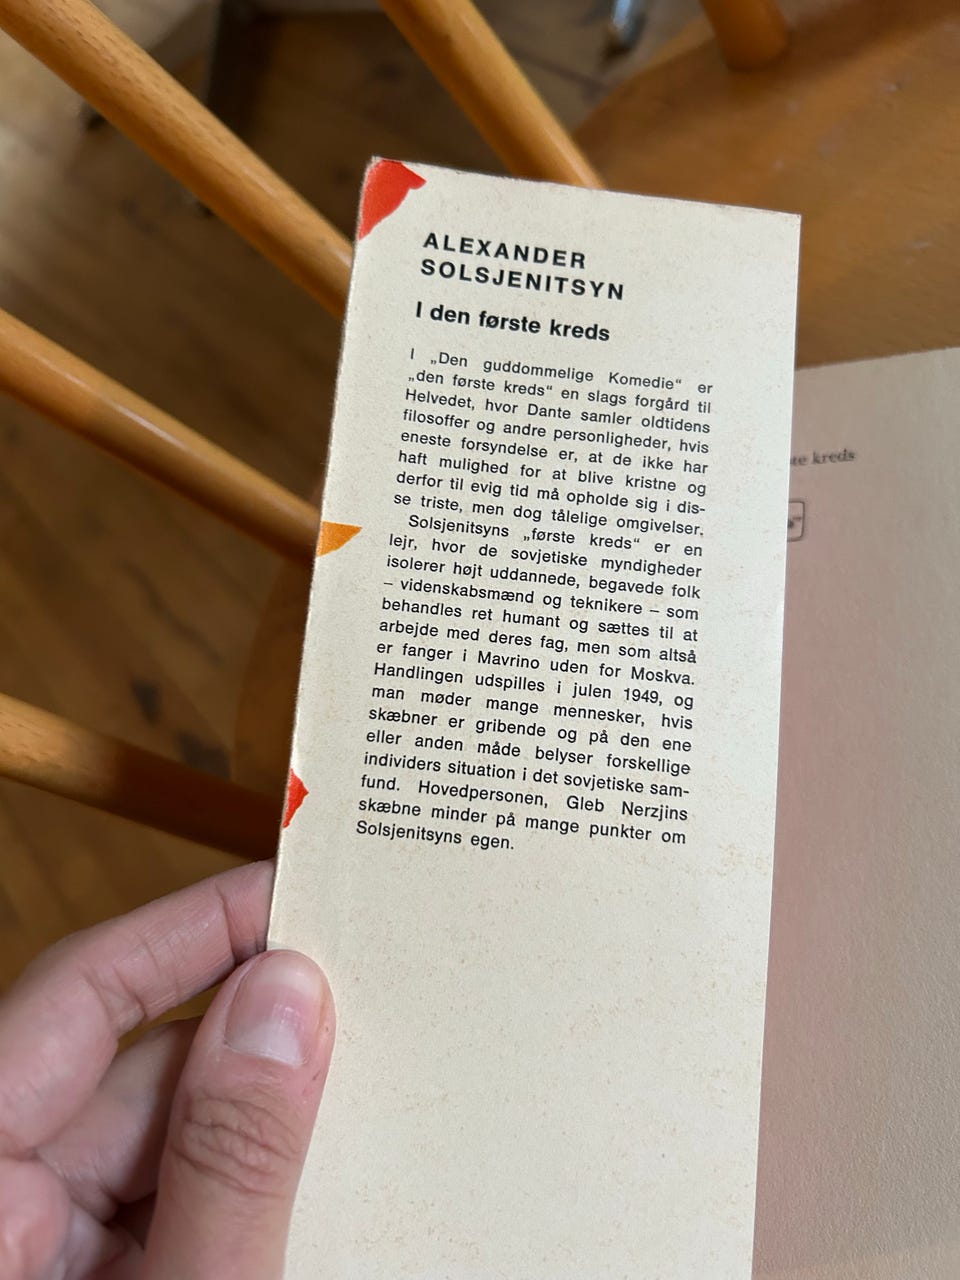 ALEXANDER
SOLSJENITSYN
I den første kreds
I „Den guddommelige Komedie“ er
„den første kreds“ en slags forgård til
Helvedet, hvor Dante samler oldtidens
filosoffer og andre personligheder, hvis
eneste forsyndelse er, at de ikke har
haft mulighed for at blive kristne og
derfor til evig tid må opholde sig i dis-
se triste, men dog tålelige omgivelser.
Solsjenitsyns „første kreds“ er en
lejr, hvor de sovjetiske myndigheder
isolerer højt uddannede, begavede folk
– videnskabsmænd og teknikere – som
behandles ret humant og sættes til at
arbejde med deres fag, men som altså
er fanger i Mavrino uden for Moskva.
Handlingen udspilles i julen 1949, og
man møder mange mennesker, hvis
skæbner er gribende og på den ene
eller anden måde belyser forskellige
individers situation i det sovjetiske sam-
fund. Hovedpersonen, Gleb Nerzjins
skæbne minder på mange punkter om
Solsjenitsyns egen.
kreds